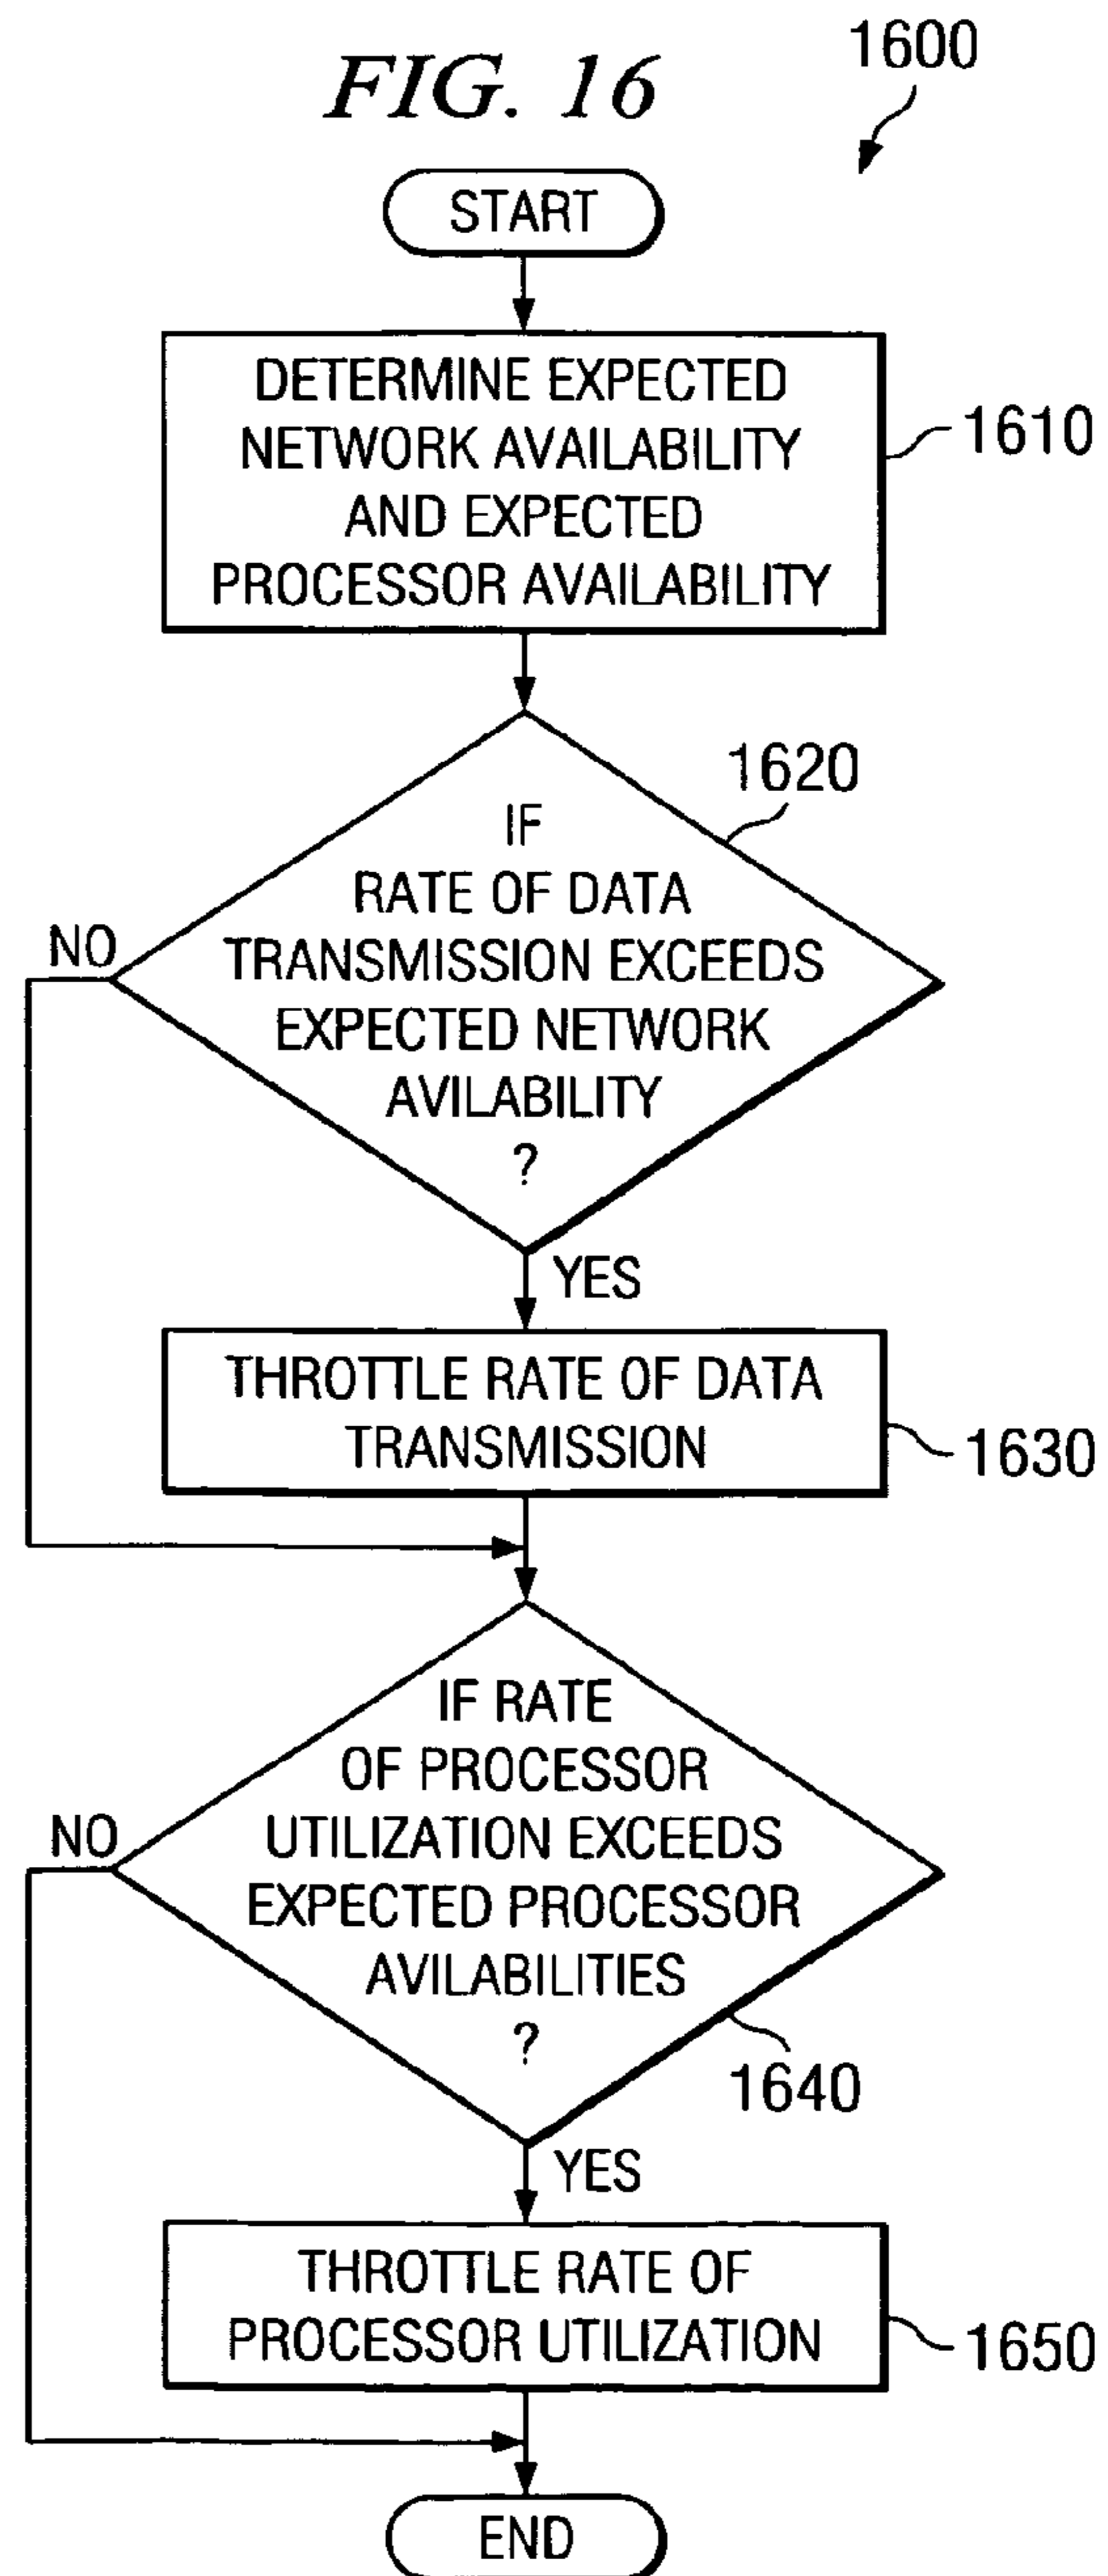 FIG. 16
1600
START
DETERMINE EXPECTED
NETWORK AVAILABILITY
AND EXPECTED
PROCESSOR AVAILABILITY
1610
1620
IF
RATE OF DATA
TRANSMISSION EXCEEDS
EXPECTED NETWORK
AVILABILITY
?
NO
YES
THROTTLE RATE OF DATA
TRANSMISSION
1630
IF RATE
OF PROCESSOR
UTILIZATION EXCEEDS
EXPECTED PROCESSOR
AVILABILITIES
?
NO
1640
YES
THROTTLE RATE OF
PROCESSOR UTILIZATION
1650
END